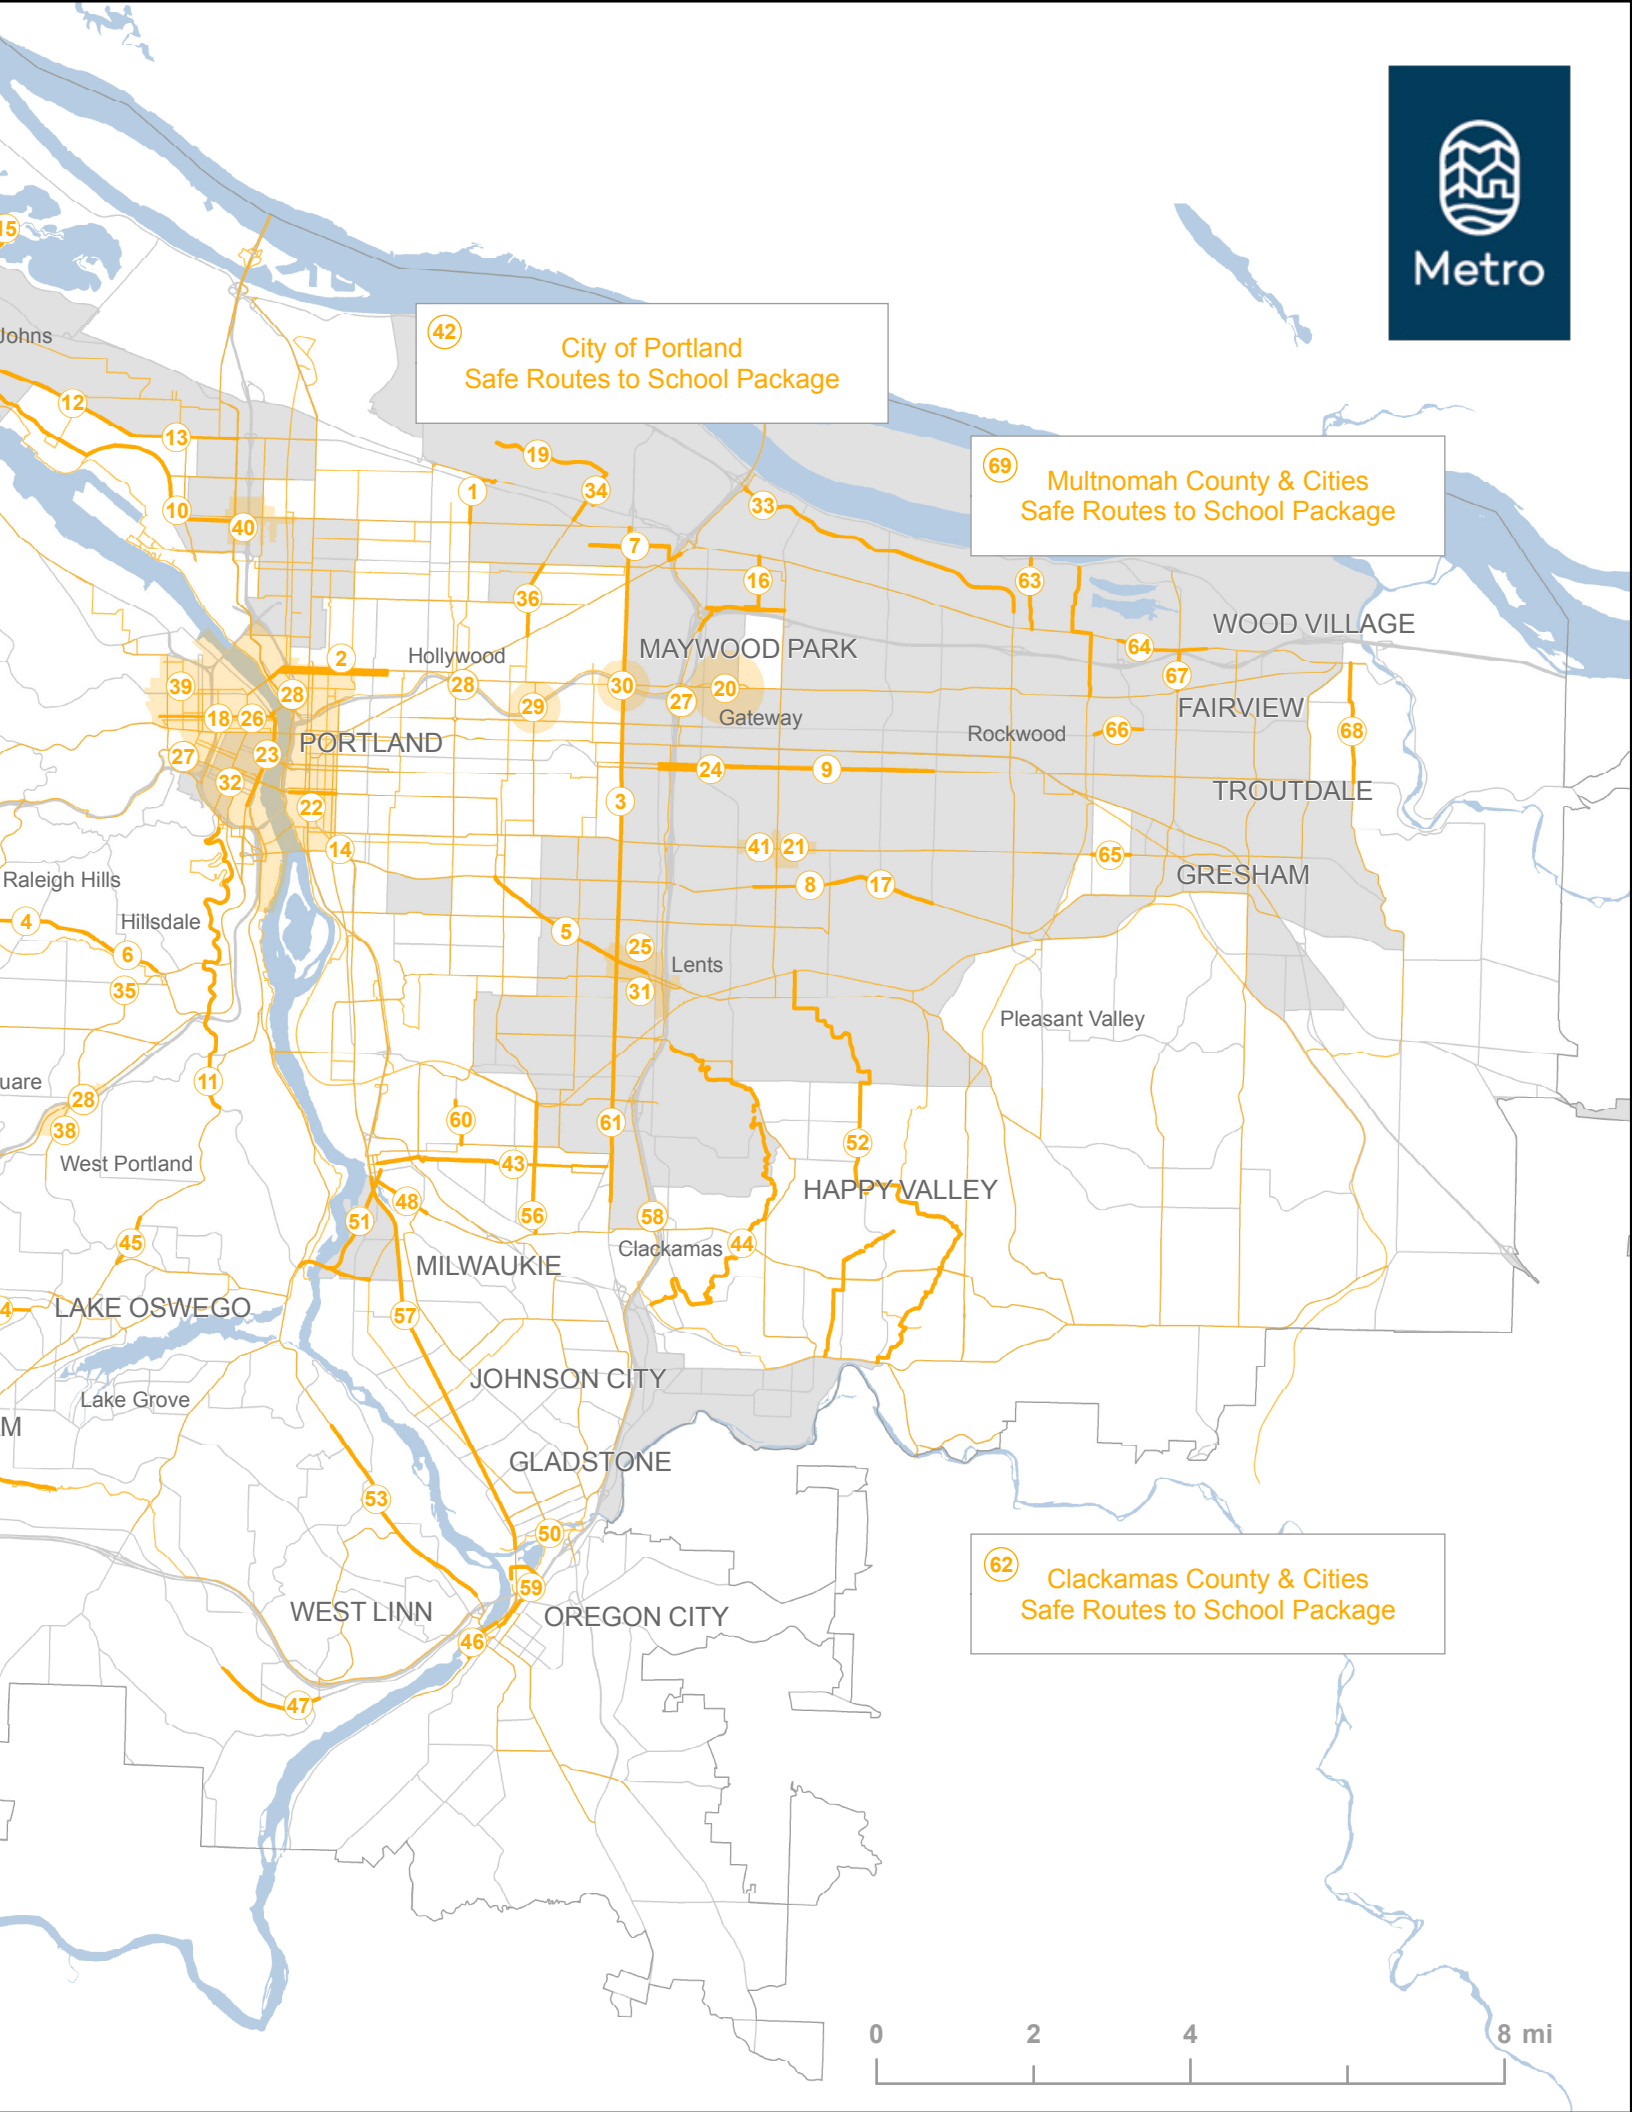 Metro
15
Johns
42
City of Portland
Safe Routes to School Package
12
13
19
1
34
69
Multnomah County & Cities
Safe Routes to School Package
33
10
40
7
16
63
36
WOOD VILLAGE
2
Hollywood
MAYWOOD PARK
64
39
28
28
30
20
67
29
27
FAIRVIEW
18
26
Gateway
Rockwood
66
68
PORTLAND
27
23
24
9
32
TROUTDALE
22
3
14
41
21
65
Raleigh Hills
8
17
GRESHAM
4
Hillsdale
5
6
25
Lents
35
31
Pleasant Valley
uare
11
28
60
61
38
52
West Portland
43
HAPPY VALLEY
48
51
56
58
45
Clackamas
44
MILWAUKIE
4
LAKE OSWEGO
57
JOHNSON CITY
Lake Grove
M
GLADSTONE
53
50
62
Clackamas County & Cities
Safe Routes to School Package
59
WEST LINN
OREGON CITY
46
47
0 2 4 8 mi